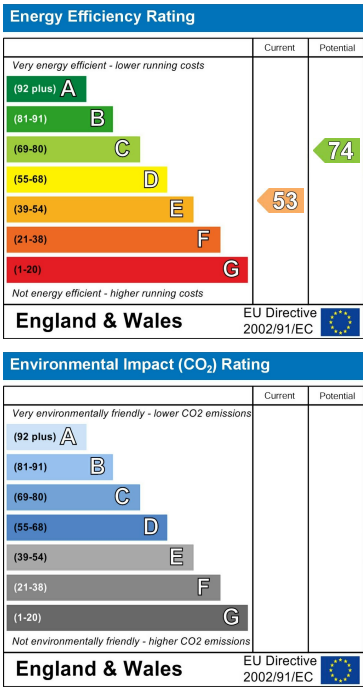 Energy Efficiency Rating
Current Potential
Very energy efficient - lower running costs
(92 plus) A
(81-91) B
(69-80) C
74
(55-68) D
(39-54) E
53
(21-38) F
(1-20) G
Not energy efficient - higher running costs
England & Wales
EU Directive
2002/91/EC
Environmental Impact (CO₂) Rating
Current Potential
Very environmentally friendly - lower CO2 emissions
(92 plus) A
(81-91) B
(69-80) C
(55-68) D
(39-54) E
(21-38) F
(1-20) G
Not environmentally friendly - higher CO2 emissions
England & Wales
EU Directive
2002/91/EC